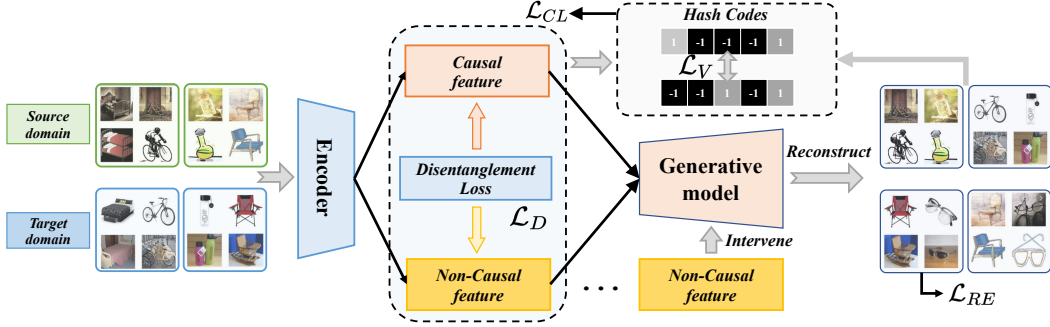 Source
domain
Target
domain
Encoder
Causal
feature
Disentanglement
Loss
ℒ_D
Non-Causal
feature
...
ℒ_CL
Hash Codes
1 -1 -1 -1 1
ℒ_V
-1 -1 1 -1 1
Generative
model
Intervene
Non-Causal
feature
Reconstruct
ℒ_RE